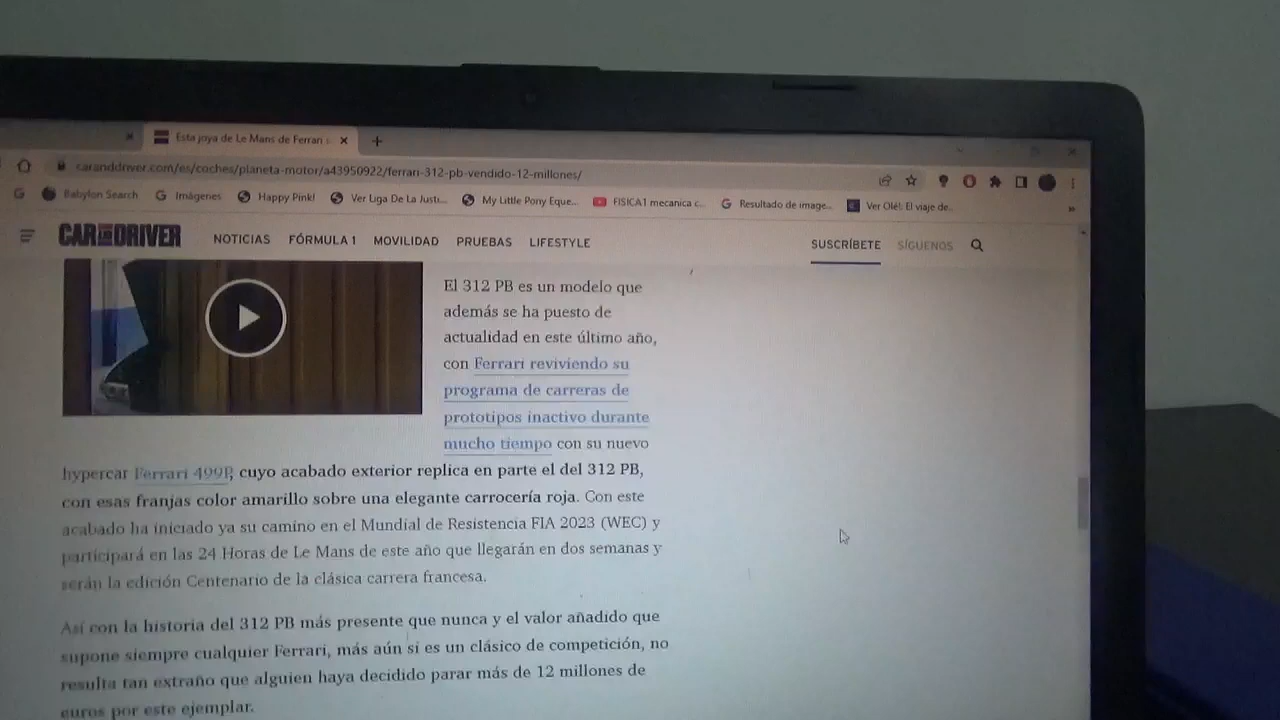 Esta joya de Le Mans de Ferrari s
caranddriver.com/es/coches/planeta-motor/a43950922/ferrari-312-pb-vendido-12-millones/
Babylon Search Imágenes Happy Pink! Ver Liga De La Justi... My Little Pony Eque... FISICA1 mecanica c... Resultado de image... Ver Olé!: El viaje de...
CAR AND DRIVER NOTICIAS FÓRMULA 1 MOVILIDAD PRUEBAS LIFESTYLE SUSCRÍBETE SÍGUENOS
El 312 PB es un modelo que
además se ha puesto de
actualidad en este último año,
con Ferrari reviviendo su
programa de carreras de
prototipos inactivo durante
mucho tiempo con su nuevo
hypercar Ferrari 499P, cuyo acabado exterior replica en parte el del 312 PB,
con esas franjas color amarillo sobre una elegante carrocería roja. Con este
acabado ha iniciado ya su camino en el Mundial de Resistencia FIA 2023 (WEC) y
participará en las 24 Horas de Le Mans de este año que llegarán en dos semanas y
serán la edición Centenario de la clásica carrera francesa.
Así con la historia del 312 PB más presente que nunca y el valor añadido que
supone siempre cualquier Ferrari, más aún si es un clásico de competición, no
resulta tan extraño que alguien haya decidido parar más de 12 millones de
euros por este ejemplar.